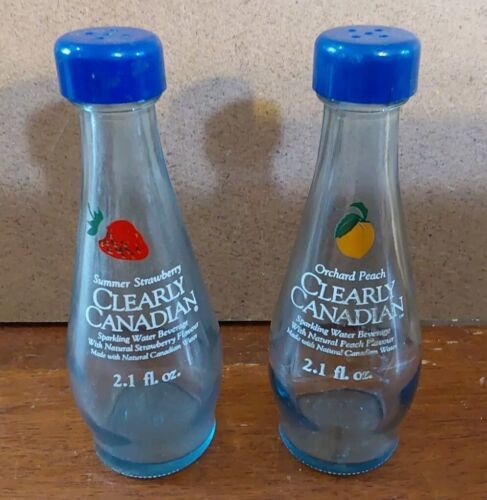 Summer Strawberry
CLEARLY
CANADIAN®
Sparkling Water Beverage
With Natural Strawberry Flavour
Made with Natural Canadian Water
2.1 fl. oz.
Orchard Peach
CLEARLY
CANADIAN®
Sparkling Water Beverage
With Natural Peach Flavour
Made with Natural Canadian Water
2.1 fl. oz.